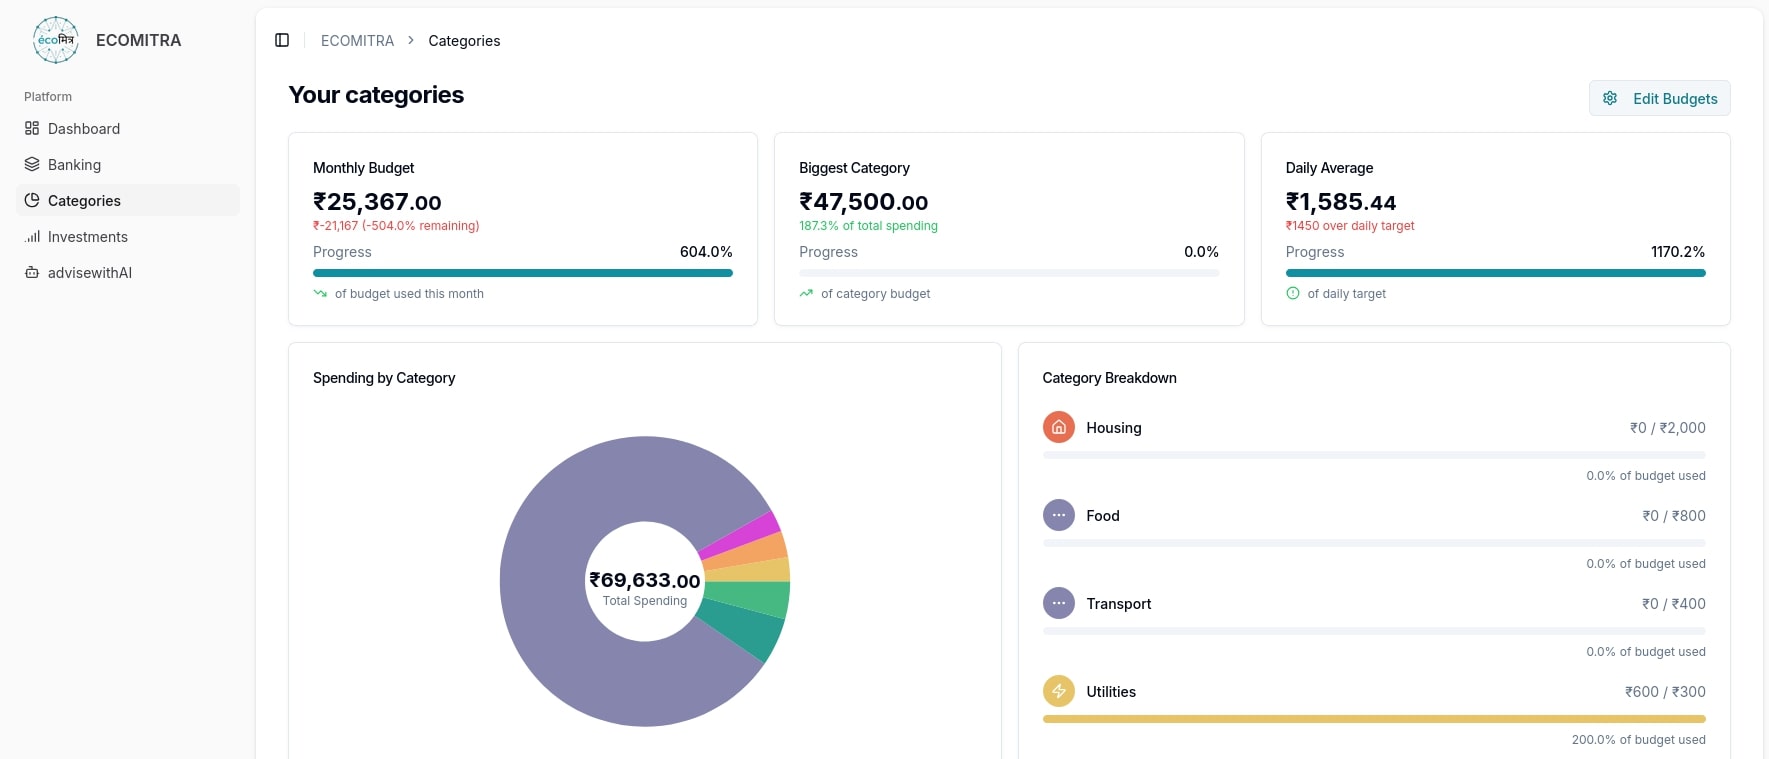 écoमित्र
ECOMITRA
Platform
Dashboard
Banking
Categories
Investments
advisewithAI
ECOMITRA > Categories
Your categories
Edit Budgets
Monthly Budget
₹25,367.00
₹-21,167 (-504.0% remaining)
Progress 604.0%
of budget used this month
Biggest Category
₹47,500.00
187.3% of total spending
Progress 0.0%
of category budget
Daily Average
₹1,585.44
₹1450 over daily target
Progress 1170.2%
of daily target
Spending by Category
₹69,633.00
Total Spending
Category Breakdown
Housing ₹0 / ₹2,000
0.0% of budget used
Food ₹0 / ₹800
0.0% of budget used
Transport ₹0 / ₹400
0.0% of budget used
Utilities ₹600 / ₹300
200.0% of budget used